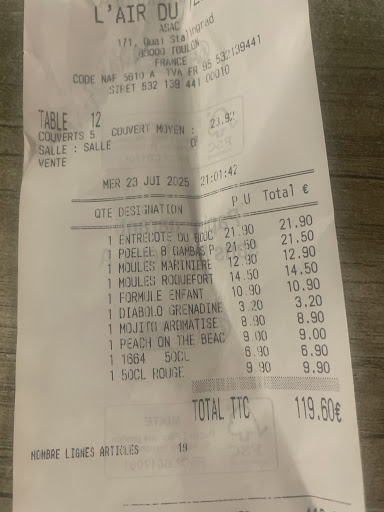 L'AIR DU
ASAC
171, Quai Stalingrad
83000 TOULON
FRANCE
CODE NAF 5610 A TVA FR 95 532139441
SIRET 532 139 441 00010
TABLE 12
COUVERTS 5 COUVERT MOYEN : 23.92
SALLE : SALLE 0
VENTE
MER 23 JUI 2025 21:01:42
QTE DESIGNATION P.U Total €
1 ENTRECOTE DU BOUC 21.90 21.90
1 POELEE 8 GAMBAS P 21.50 21.50
1 MOULES MARINIERE 12.90 12.90
1 MOULES ROQUEFORT 14.50 14.50
1 FORMULE ENFANT 10.90 10.90
1 DIABOLO GRENADINE 3.20 3.20
1 MOJITO AROMATISE 8.90 8.90
1 PEACH ON THE BEAC 9.00 9.00
1 1664 50CL 6.90 6.90
1 50CL ROUGE 9.90 9.90
TOTAL TTC 119.60€
NOMBRE LIGNES ARTICLES 19